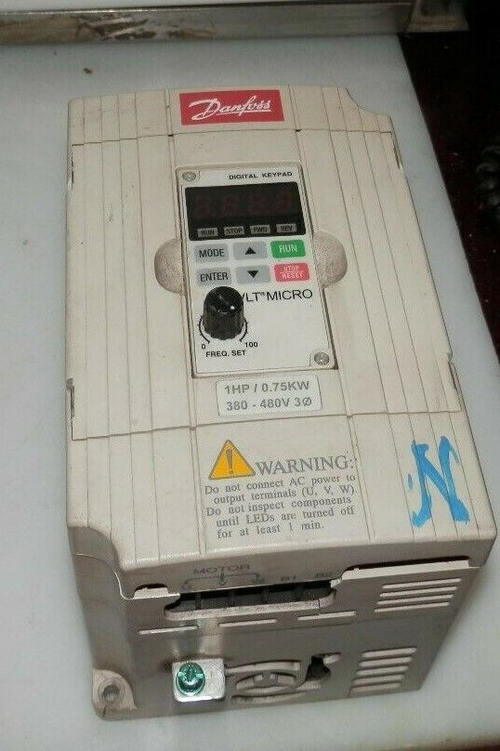 Danfoss
DIGITAL KEYPAD
RUN STOP FWD REV
MODE RUN
ENTER STOP RESET
VLT® MICRO
0 100
FREQ. SET
1HP / 0.75KW
380 - 480V 3Ø
WARNING:
Do not connect AC power to
output terminals (U, V, W).
Do not inspect components
until LEDs are turned off
for at least 1 min.
N
MOTOR
V W B1 B2